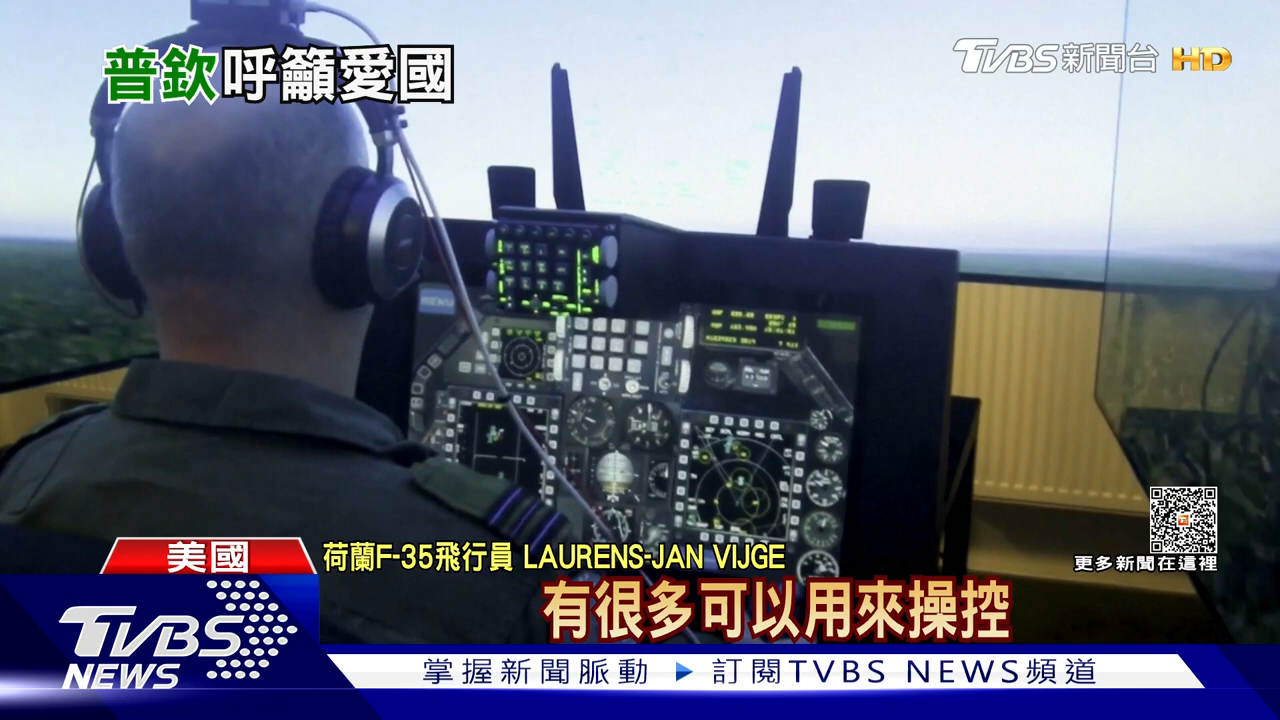 普欽呼籲愛國
TVBS新聞台 HD
MENU
更多新聞在這裡
美國
荷蘭F-35飛行員 LAURENS-JAN VIJGE
有很多可以用來操控
TVBS
NEWS
掌握新聞脈動 ▶ 訂閱TVBS NEWS頻道